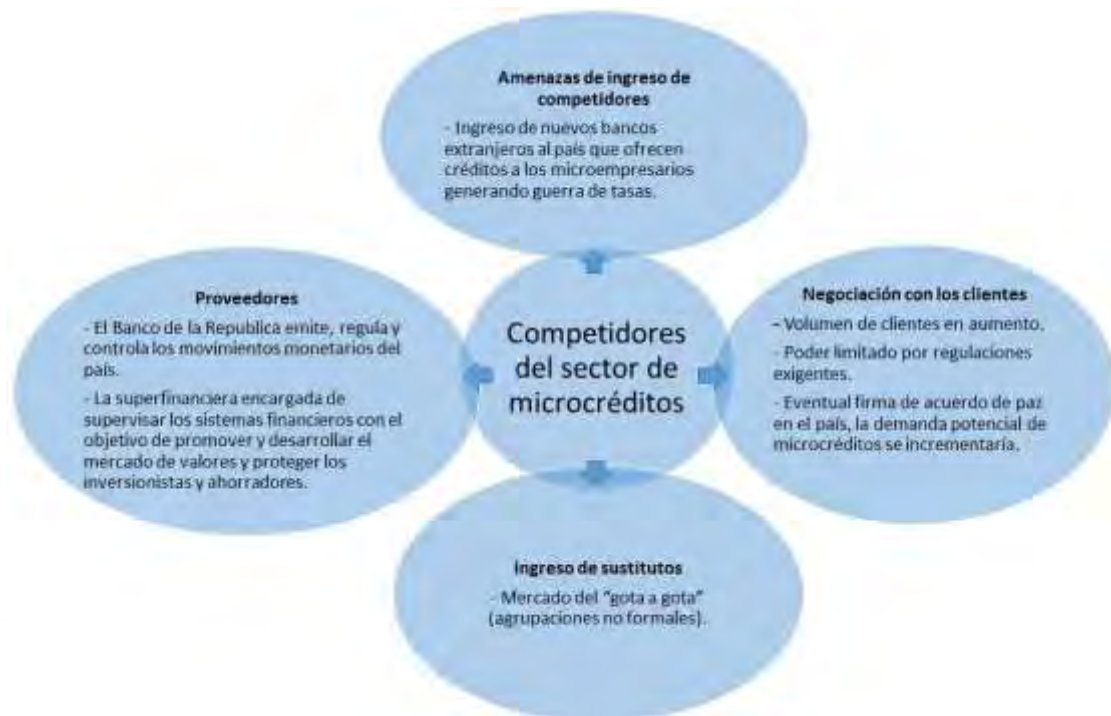 Amenazas de ingreso de
competidores
- Ingreso de nuevos bancos
extranjeros al país que ofrecen
créditos a los microempresarios
generando guerra de tasas.
Proveedores
- El Banco de la Republica emite, regula y
controla los movimientos monetarios del
país.
- La superfinanciera encargada de
supervisar los sistemas financieros con el
objetivo de promover y desarrollar el
mercado de valores y proteger los
inversionistas y ahorradores.
Competidores
del sector de
microcréditos
Negociación con los clientes
- Volumen de clientes en aumento.
- Poder limitado por regulaciones
exigentes.
- Eventual firma de acuerdo de paz
en el país, la demanda potencial de
microcréditos se incrementaría.
Ingreso de sustitutos
- Mercado del "gota a gota"
(agrupaciones no formales).